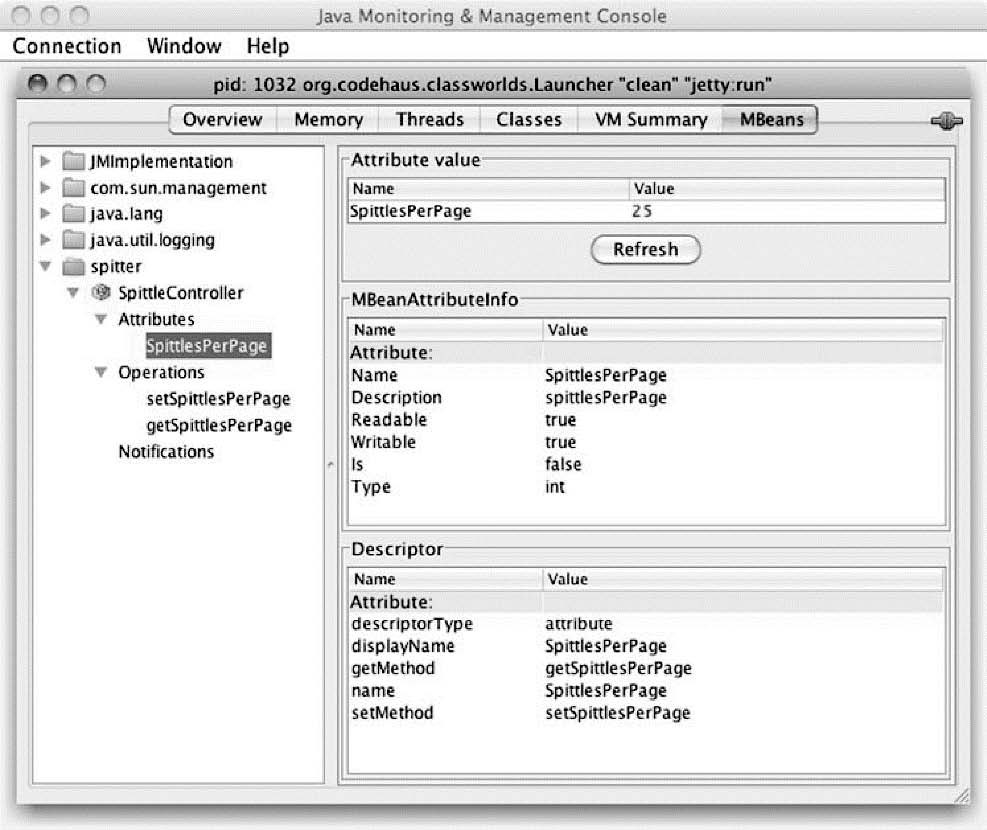 Java Monitoring & Management Console
Connection Window Help
pid: 1032 org.codehaus.classworlds.Launcher "clean" "jetty:run"
Overview Memory Threads Classes VM Summary MBeans
JMImplementation
com.sun.management
java.lang
java.util.logging
spitter
SpittleController
Attributes
SpittlesPerPage
Operations
setSpittlesPerPage
getSpittlesPerPage
Notifications
Attribute value
Name Value
SpittlesPerPage 25
Refresh
MBeanAttributeInfo
Name Value
Attribute:
Name SpittlesPerPage
Description spittlesPerPage
Readable true
Writable true
Is false
Type int
Descriptor
Name Value
Attribute:
descriptorType attribute
displayName SpittlesPerPage
getMethod getSpittlesPerPage
name SpittlesPerPage
setMethod setSpittlesPerPage